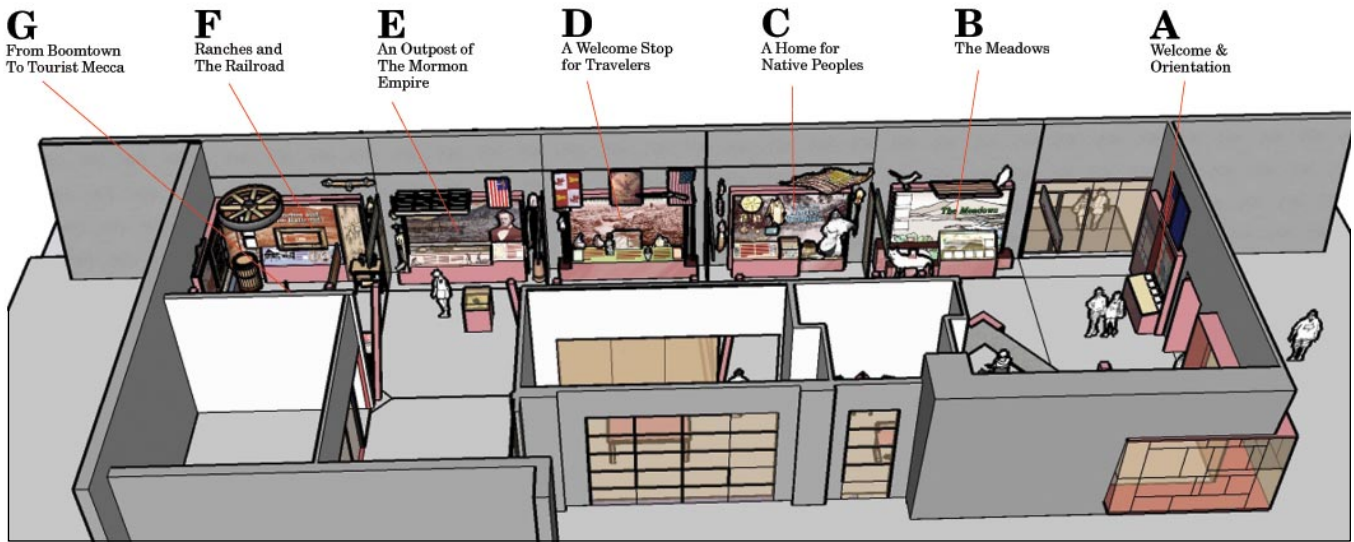 G
From Boomtown
To Tourist Mecca
F
Ranches and
The Railroad
E
An Outpost of
The Mormon
Empire
D
A Welcome Stop
for Travelers
C
A Home for
Native Peoples
B
The Meadows
A
Welcome &
Orientation
The Meadows